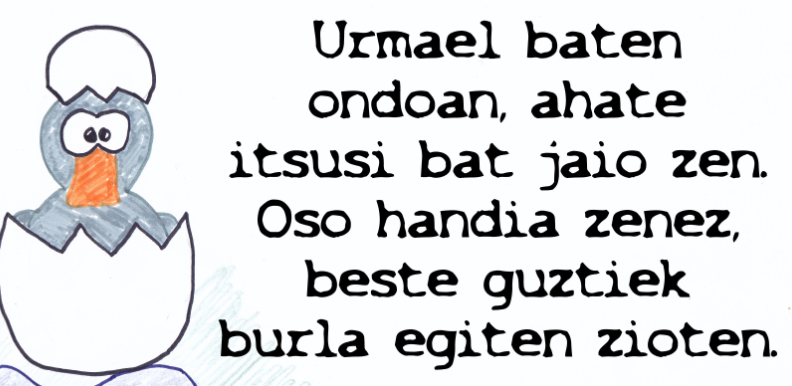 Urmael baten
ondoan, ahate
itsusi bat jaio zen.
Oso handia zenez,
beste guztiek
burla egiten zioten.